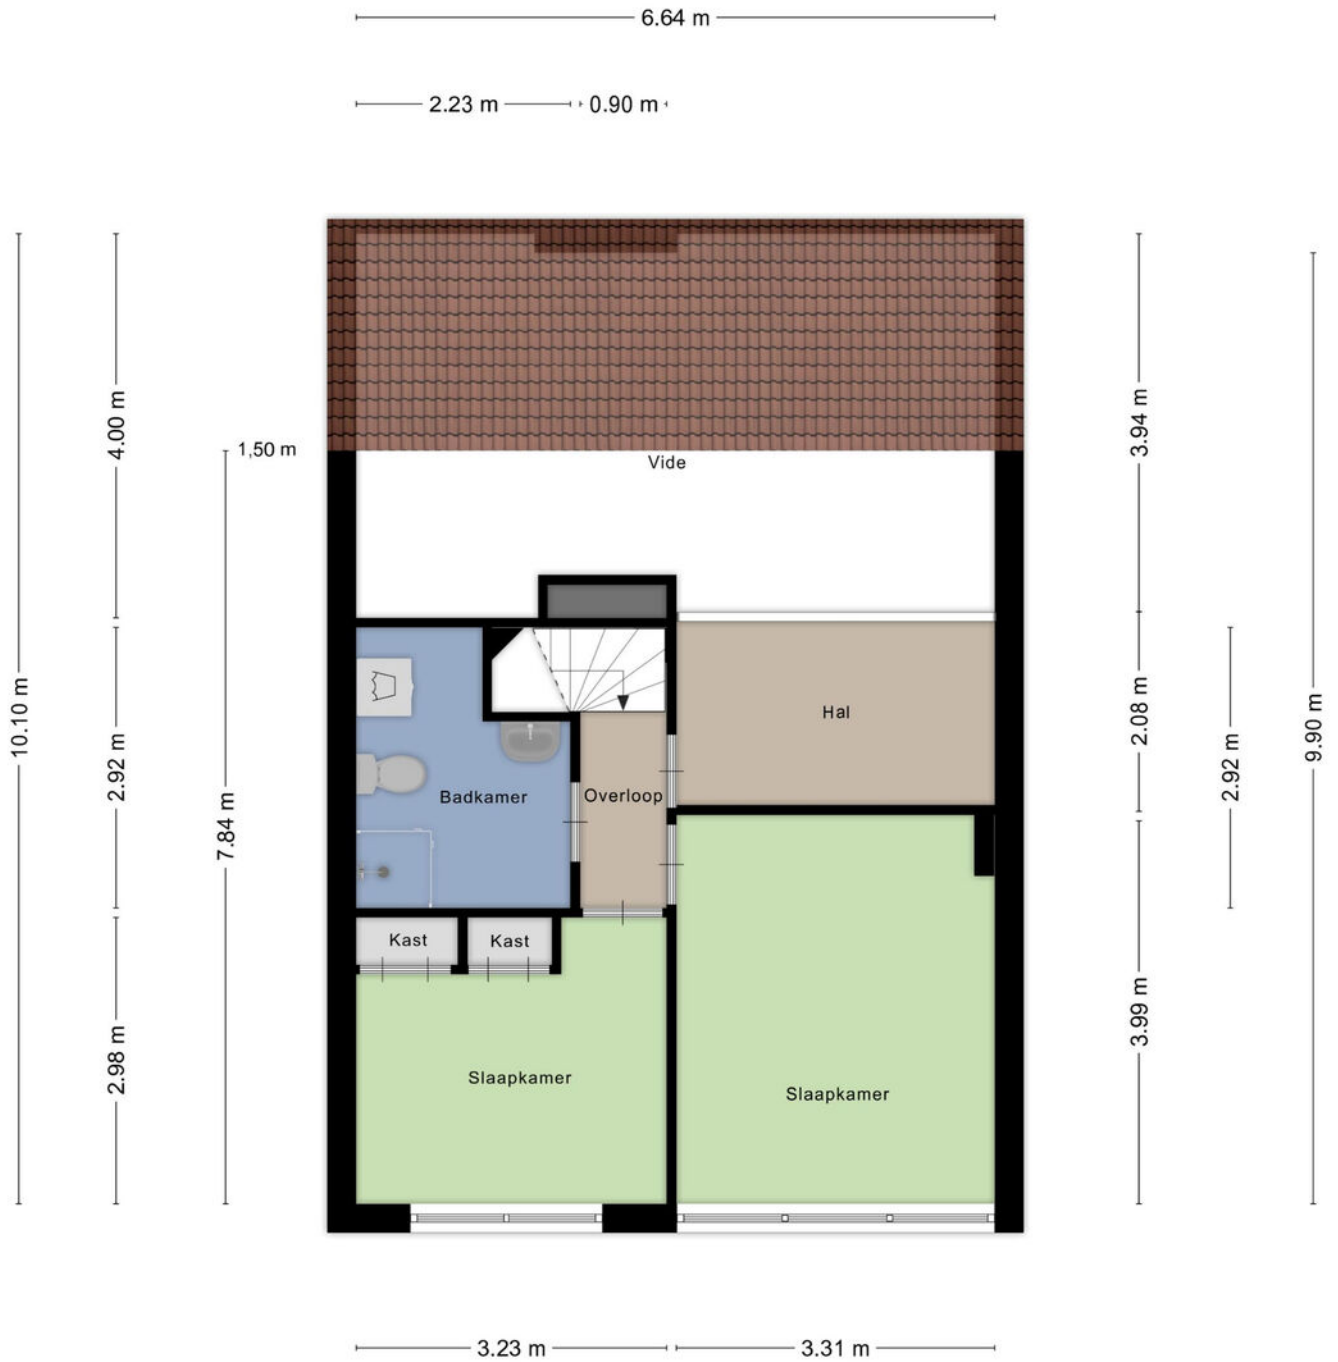 6.64 m
2.23 m
0.90 m
10.10 m
4.00 m
2.92 m
2.98 m
1,50 m
7.84 m
Vide
Hal
Badkamer
Overloop
Kast
Kast
Slaapkamer
Slaapkamer
3.94 m
2.08 m
3.99 m
2.92 m
9.90 m
3.23 m
3.31 m